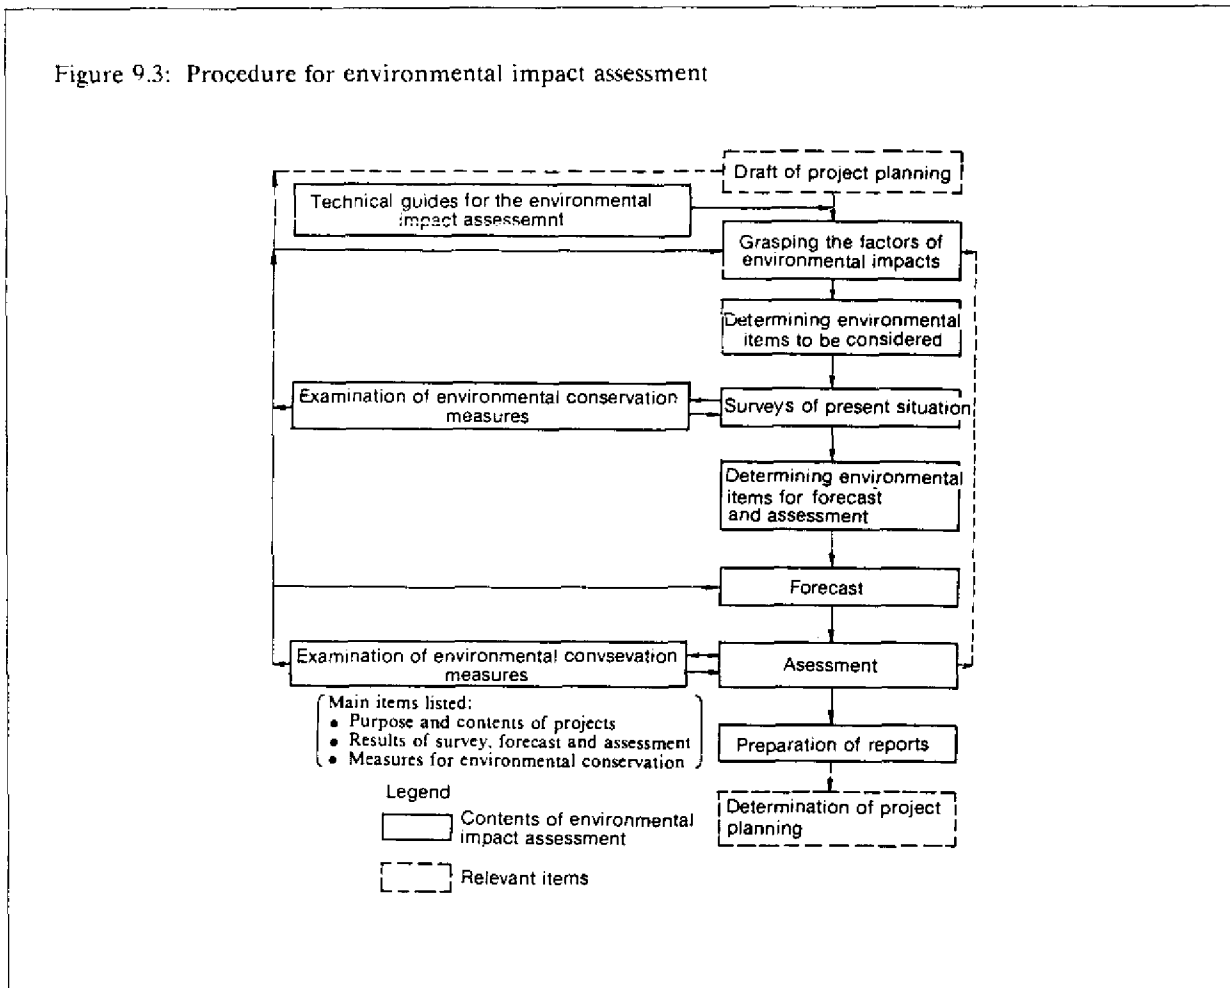 Figure 9.3: Procedure for environmental impact assessment
Draft of project planning
Technical guides for the environmental
impact assessemnt
Grasping the factors of
environmental impacts
Determining environmental
items to be considered
Examination of environmental conservation
measures
Surveys of present situation
Determining environmental
items for forecast
and assessment
Forecast
Examination of environmental convsevation
measures
Asessment
Main items listed:
• Purpose and contents of projects
• Results of survey, forecast and assessment
• Measures for environmental conservation
Preparation of reports
Determination of project
planning
Legend
Contents of environmental
impact assessment
Relevant items